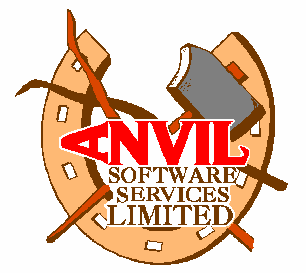 ANVIL
SOFTWARE
SERVICES
LIMITED